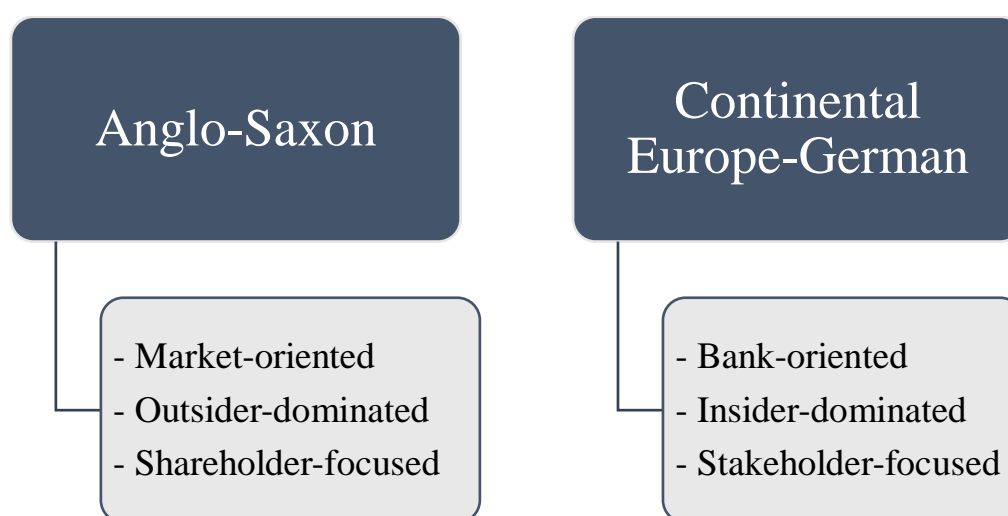 Anglo-Saxon
- Market-oriented
- Outsider-dominated
- Shareholder-focused
Continental
Europe-German
- Bank-oriented
- Insider-dominated
- Stakeholder-focused